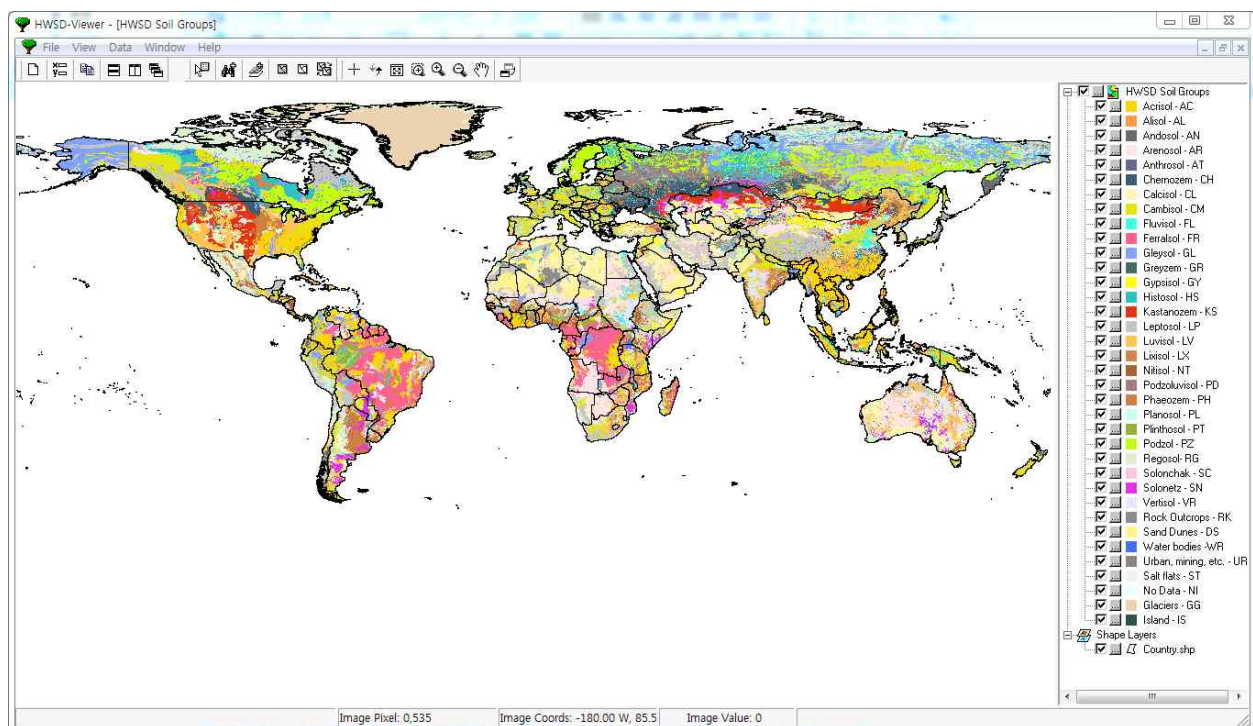 HWSD-Viewer - [HWSD Soil Groups]
File View Data Window Help
HWSD Soil Groups
Acrisol - AC
Alisol - AL
Andosol - AN
Arenosol - AR
Anthrosol - AT
Chernozem - CH
Calcisol - CL
Cambisol - CM
Fluvisol - FL
Ferralsol - FR
Gleysol - GL
Greyzem - GR
Gypsisol - GY
Histosol - HS
Kastanozem - KS
Leptosol - LP
Luvisol - LV
Lixisol - LX
Nitisol - NT
Podzoluvisol - PD
Phaeozem - PH
Planosol - PL
Plinthosol - PT
Podzol - PZ
Regosol- RG
Solonchak - SC
Solonetz - SN
Vertisol - VR
Rock Outcrops - RK
Sand Dunes - DS
Water bodies -WR
Urban, mining, etc. - UR
Salt flats - ST
No Data - NI
Glaciers - GG
Island - IS
Shape Layers
Country.shp
Image Pixel: 0,535 Image Coords: -180.00 W, 85.5 Image Value: 0